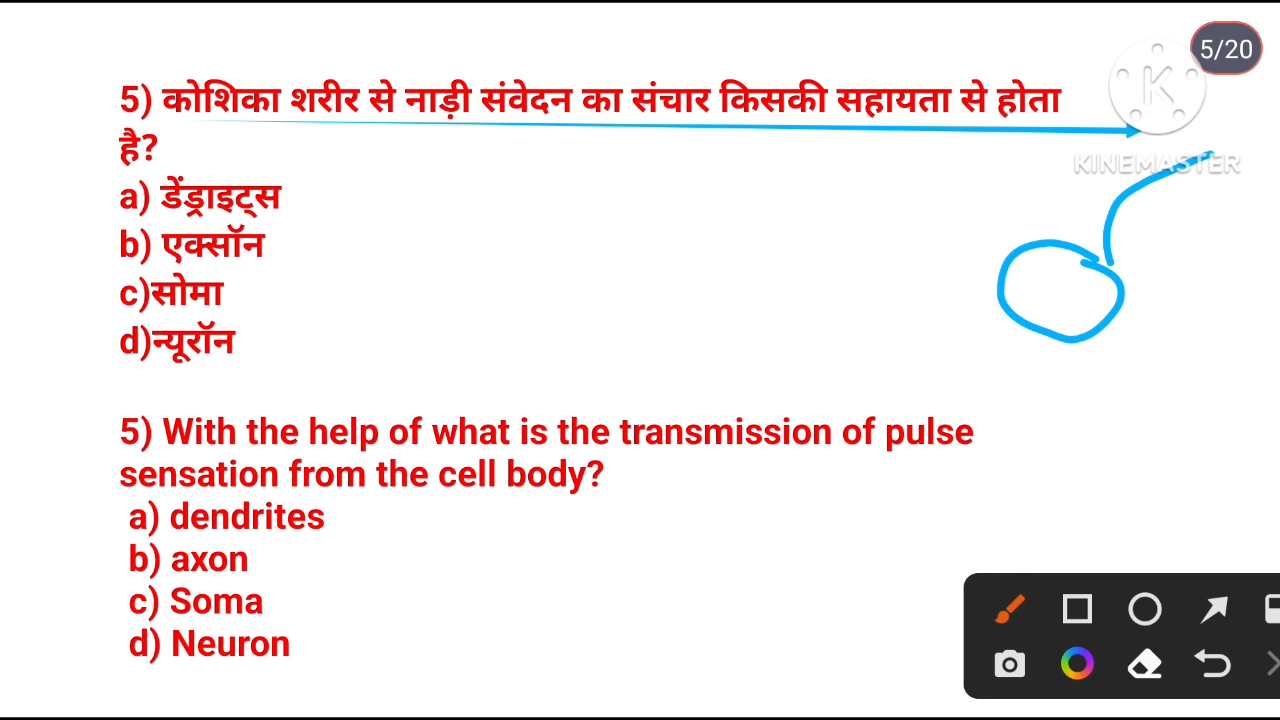 5/20
5) कोशिका शरीर से नाड़ी संवेदन का संचार किसकी सहायता से होता
है?
K
KINEMASTER
a) डेंड्राइट्स
b) एक्सॉन
c)सोमा
d)न्यूरॉन
5) With the help of what is the transmission of pulse
sensation from the cell body?
a) dendrites
b) axon
c) Soma
d) Neuron